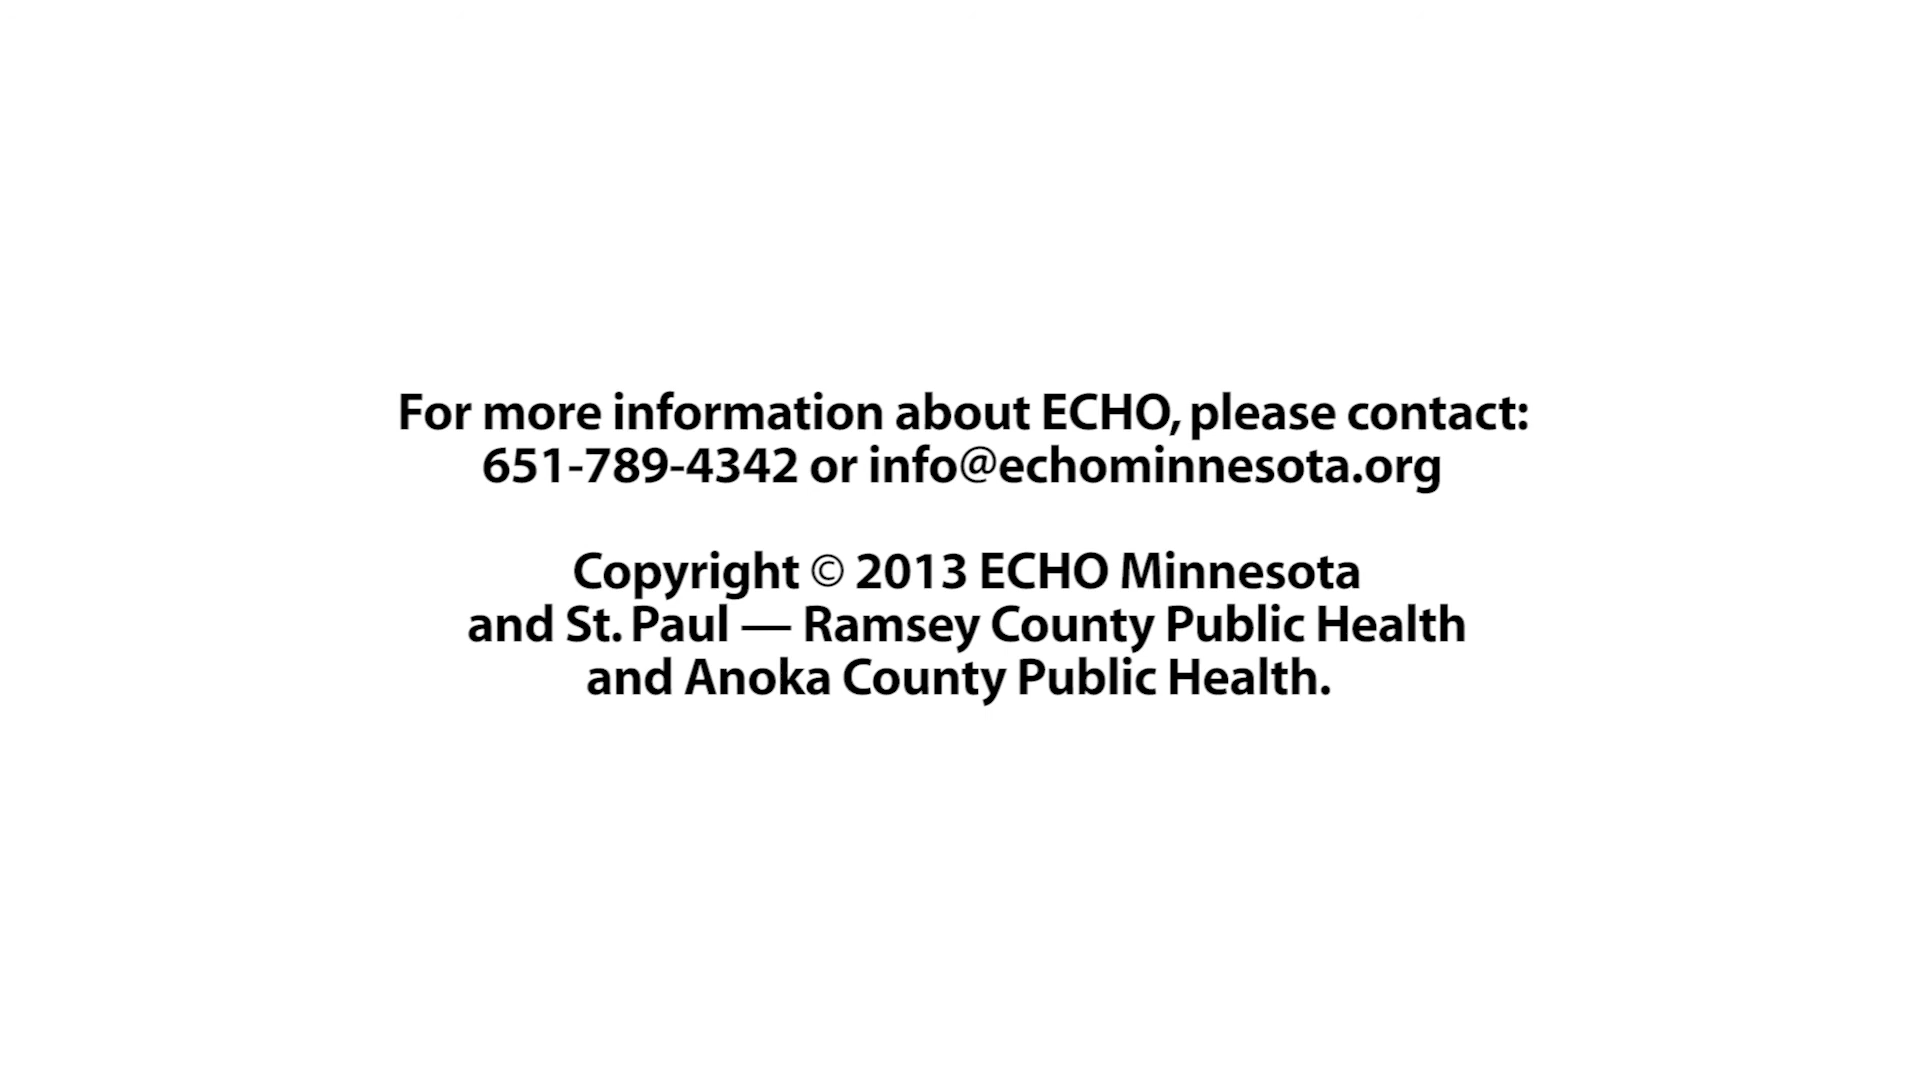 For more information about ECHO, please contact:
651-789-4342 or info@echominnesota.org
Copyright © 2013 ECHO Minnesota
and St. Paul — Ramsey County Public Health
and Anoka County Public Health.